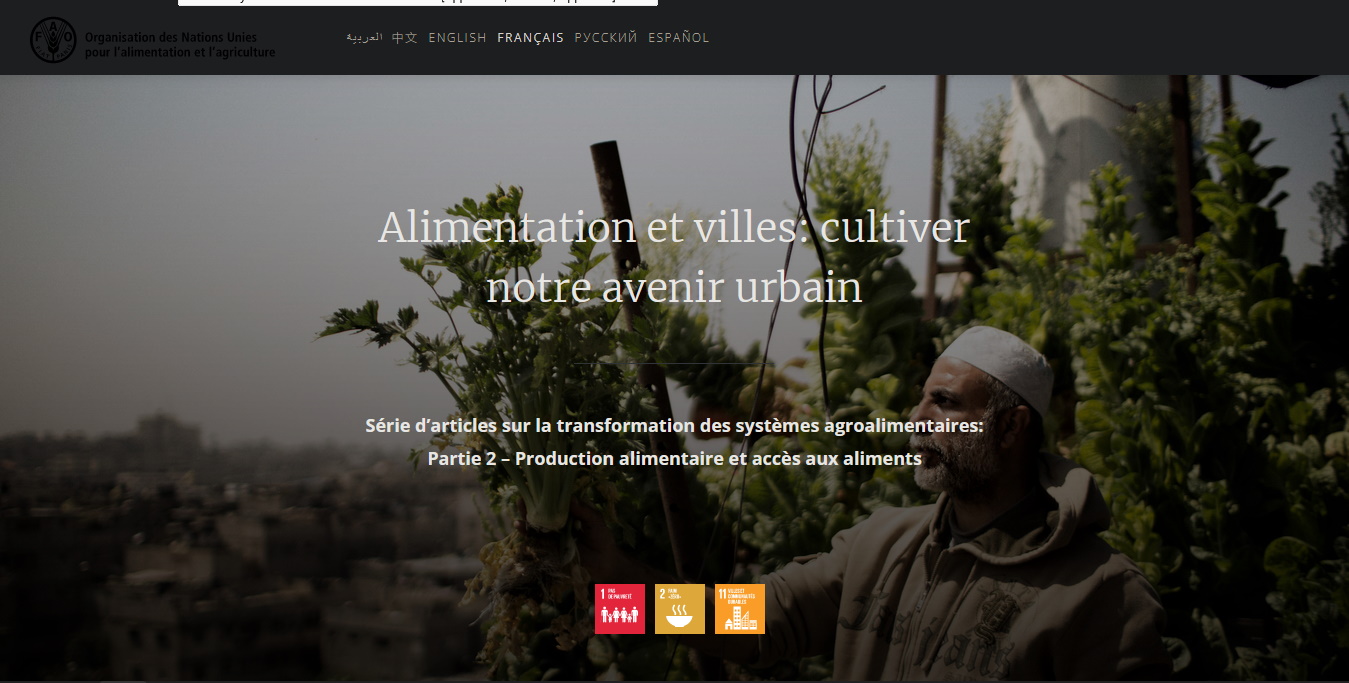 FAO
Organisation des Nations Unies
pour l'alimentation et l'agriculture
العربية 中文 ENGLISH FRANÇAIS РУССКИЙ ESPAÑOL
Alimentation et villes: cultiver
notre avenir urbain
Série d’articles sur la transformation des systèmes agroalimentaires:
Partie 2 – Production alimentaire et accès aux aliments
1 PAS
DE PAUVRETÉ
2 FAIM
«ZÉRO»
11 VILLES ET
COMMUNAUTÉS
DURABLES